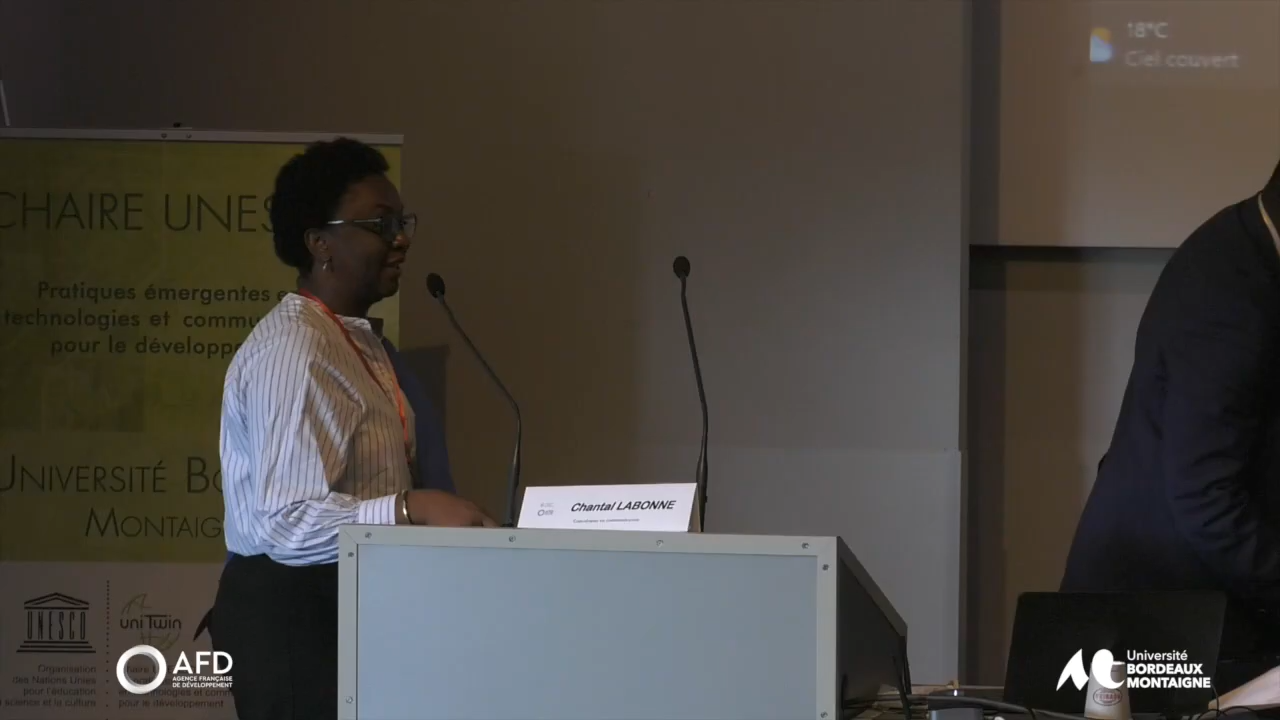 18°C
Ciel couvert
CHAIRE UNES
Pratiques émergentes e
technologies et commu
pour le développe
UNIVERSITÉ BO
MONTAIG
UNESCO
uniTwin
Organisation
des Nations Unies
pour l'éducation
science et la culture
pour le développement
Chantal LABONNE
AFD
AGENCE FRANÇAISE
DE DÉVELOPPEMENT
Université
BORDEAUX
MONTAIGNE